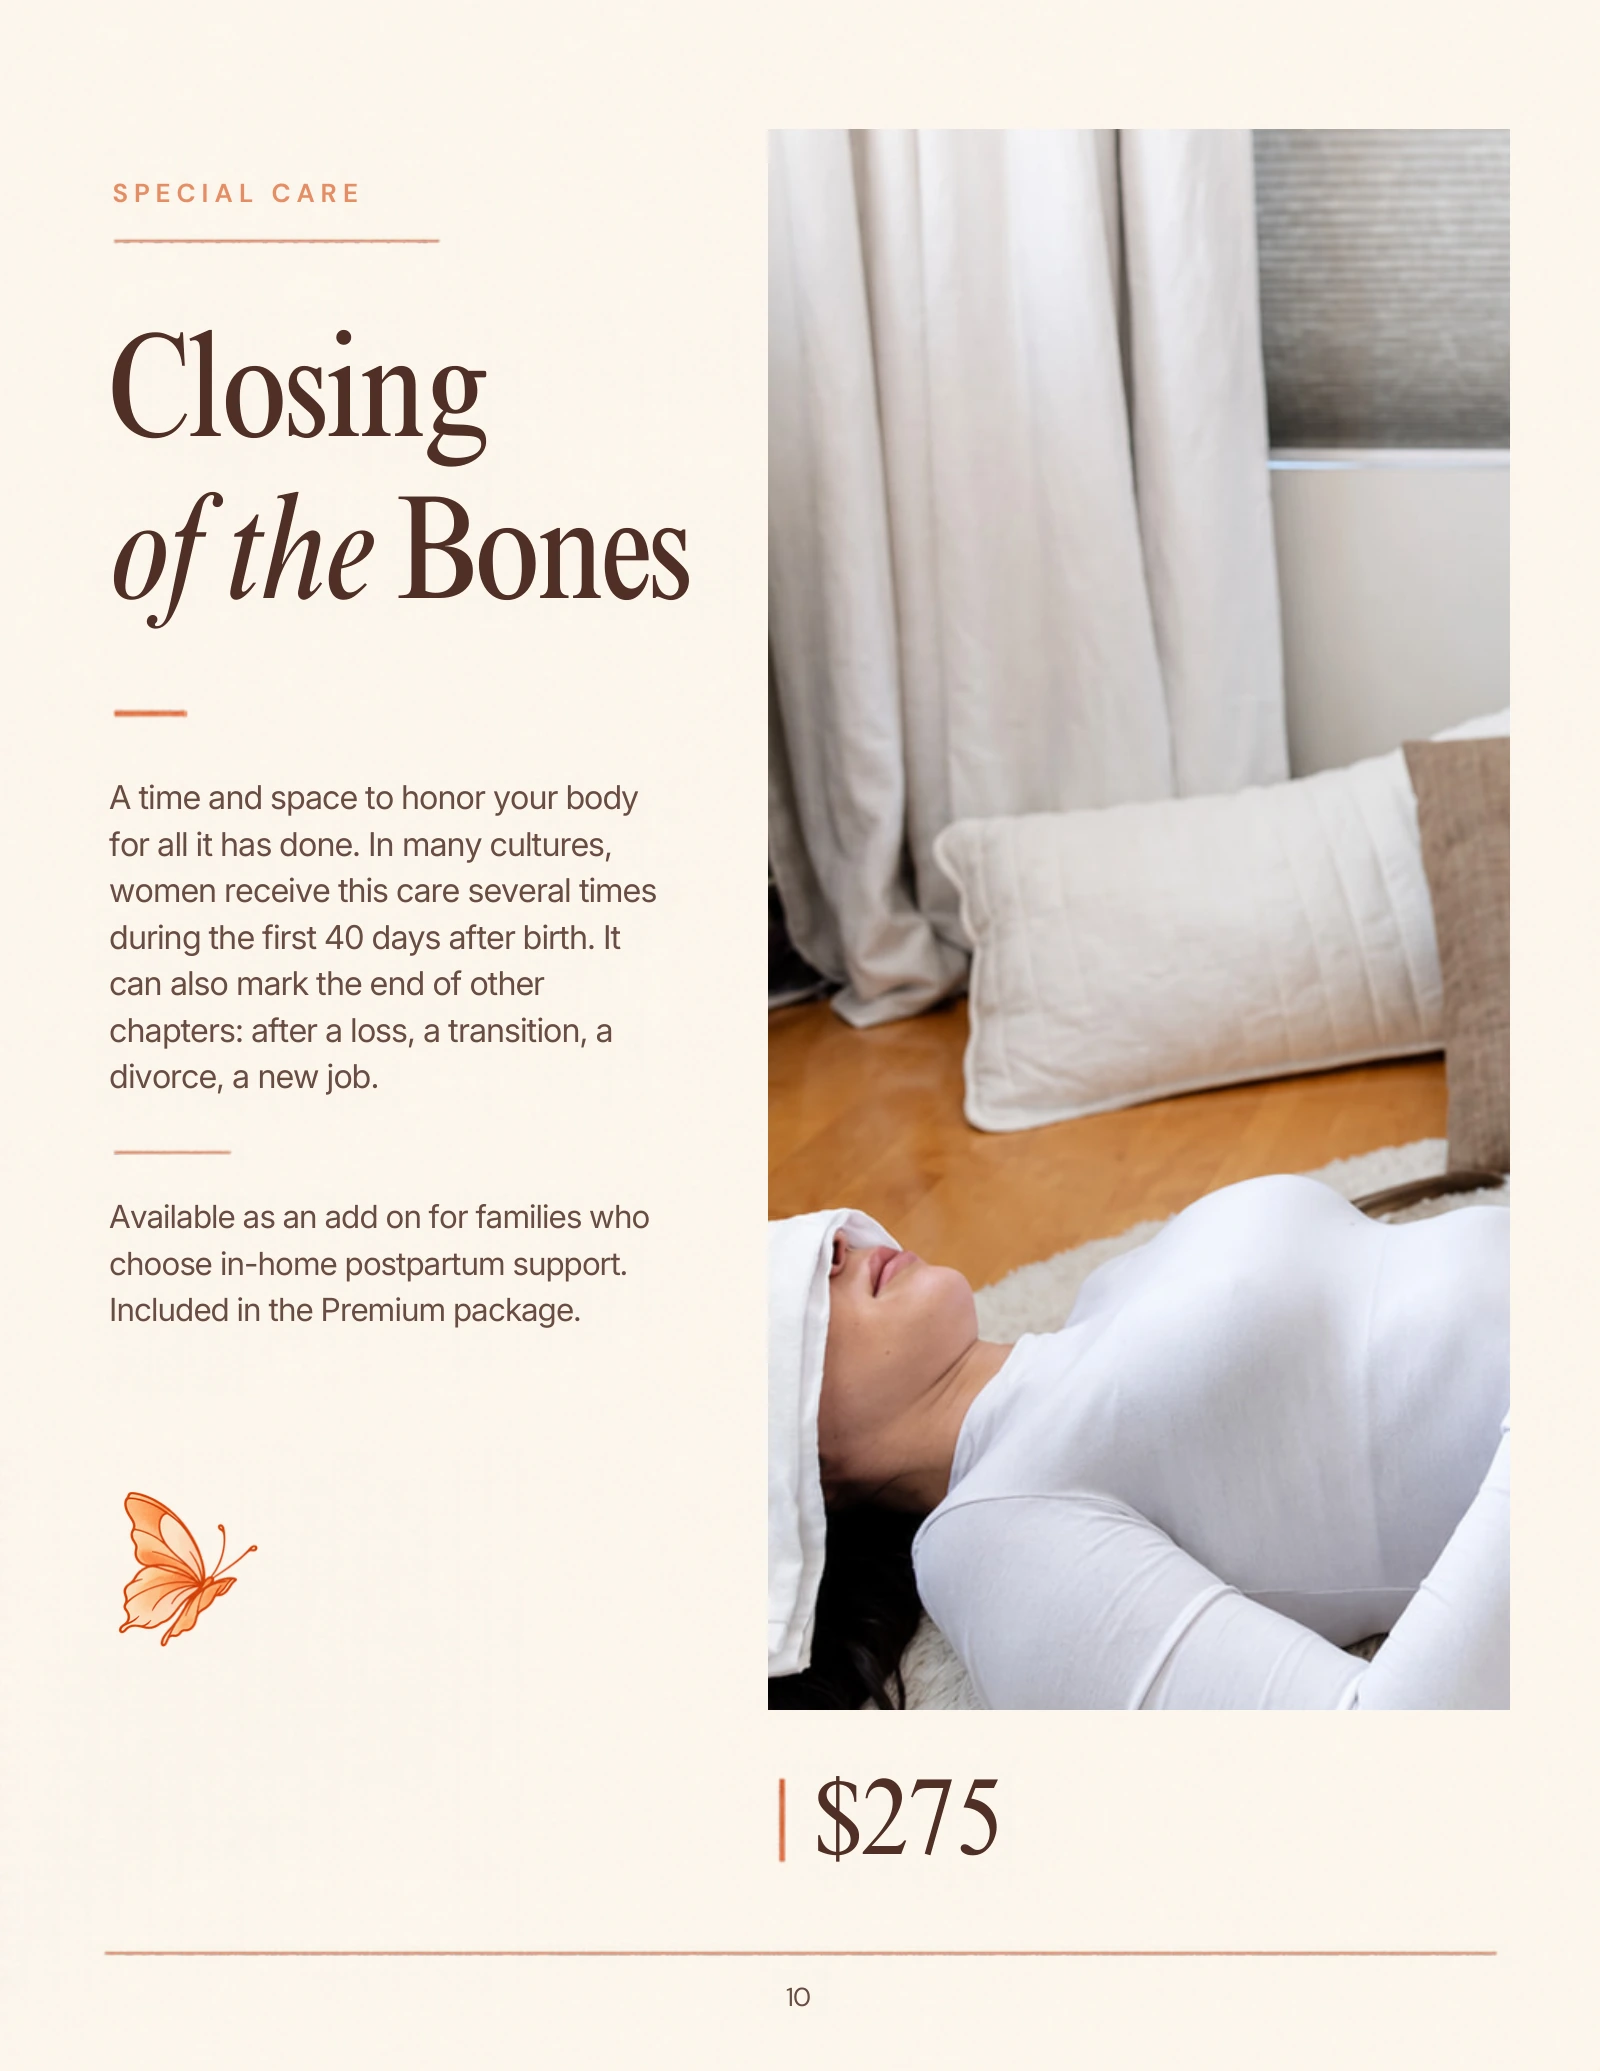 SPECIAL CARE
Closing
of the Bones
A time and space to honor your body
for all it has done. In many cultures,
women receive this care several times
during the first 40 days after birth. It
can also mark the end of other
chapters: after a loss, a transition, a
divorce, a new job.
Available as an add on for families who
choose in-home postpartum support.
Included in the Premium package.
$275
10